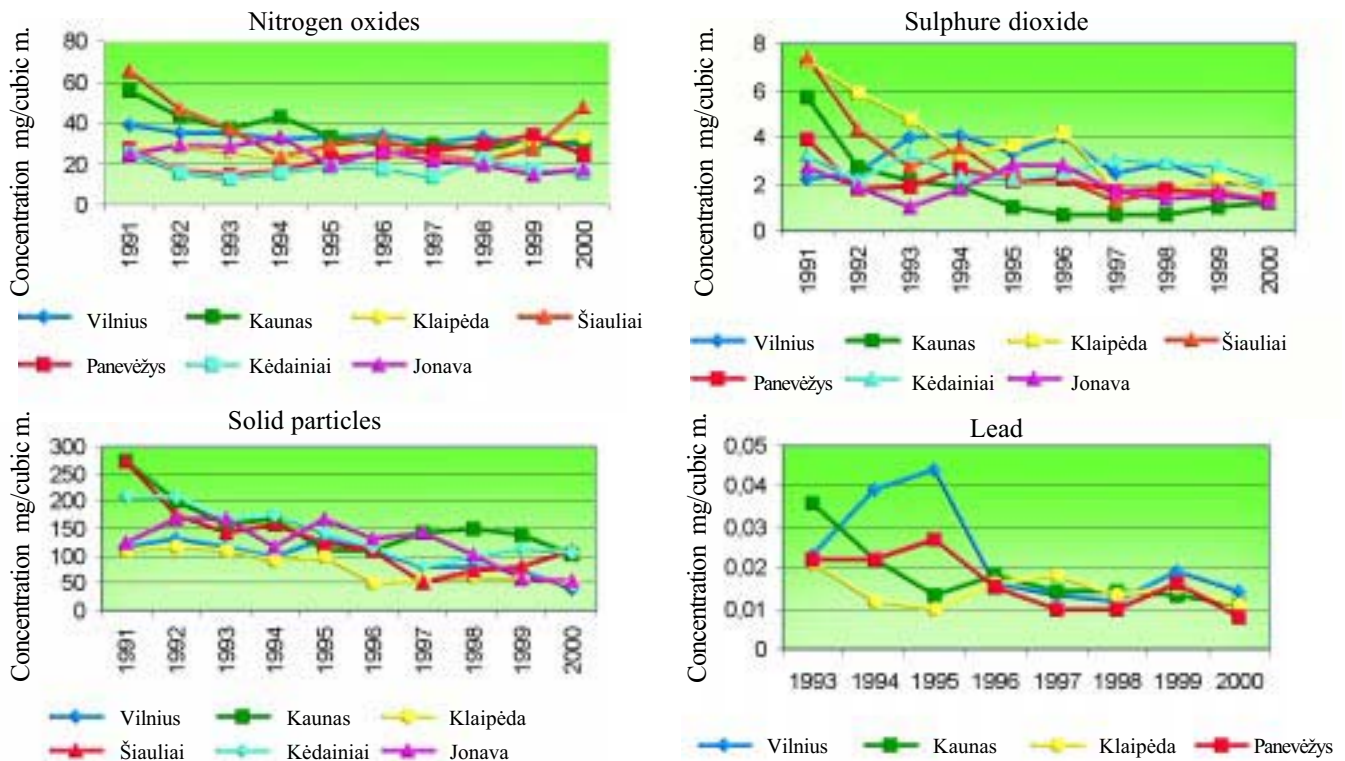 Nitrogen oxides
Concentration mg/cubic m.
80
60
40
20
0
1991 1992 1993 1994 1995 1996 1997 1998 1999 2000
Vilnius Kaunas Klaipėda Šiauliai
Panevėžys Kėdainiai Jonava
Sulphure dioxide
Concentration mg/cubic m.
8
6
4
2
0
1991 1992 1993 1994 1995 1996 1997 1998 1999 2000
Vilnius Kaunas Klaipėda Šiauliai
Panevėžys Kėdainiai Jonava
Solid particles
Concentration mg/cubic m.
300
250
200
150
100
50
0
1991 1992 1993 1994 1995 1996 1997 1998 1999 2000
Vilnius Kaunas Klaipėda
Šiauliai Kėdainiai Jonava
Lead
Concentration mg/cubic m.
0,05
0,04
0,03
0,02
0,01
0
1993 1994 1995 1996 1997 1998 1999 2000
Vilnius Kaunas Klaipėda Panevėžys